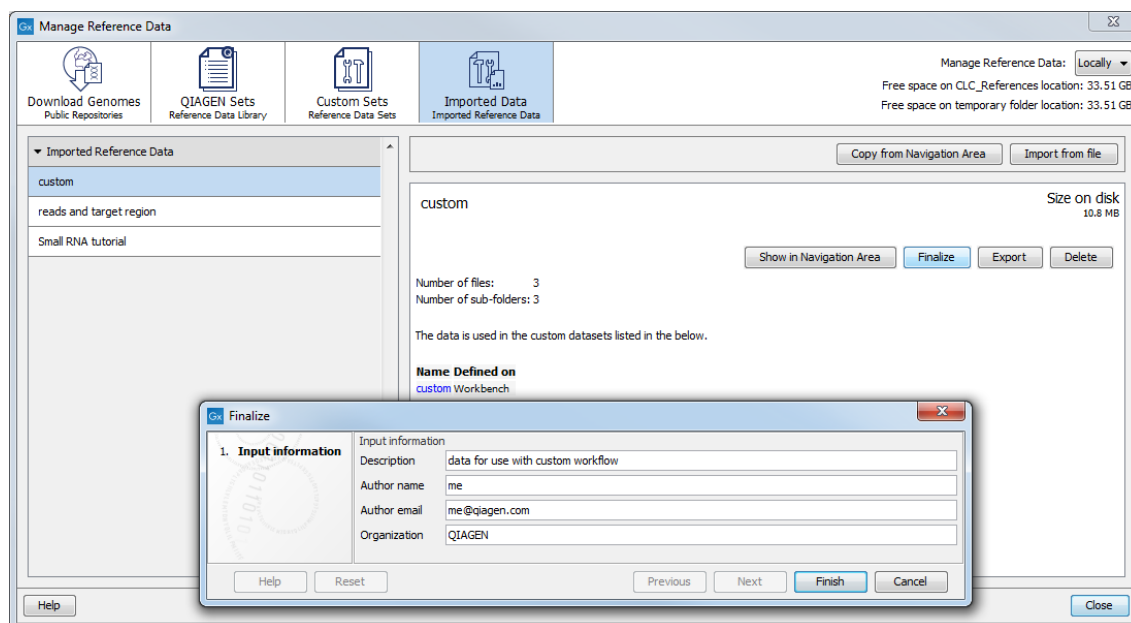 Gx Manage Reference Data
Download Genomes
Public Repositories
QIAGEN Sets
Reference Data Library
Custom Sets
Reference Data Sets
Imported Data
Imported Reference Data
Manage Reference Data: Locally
Free space on CLC_References location: 33.51 GB
Free space on temporary folder location: 33.51 GB
Imported Reference Data
custom
reads and target region
Small RNA tutorial
Copy from Navigation Area Import from file
custom
Size on disk
10.8 MB
Show in Navigation Area Finalize Export Delete
Number of files: 3
Number of sub-folders: 3
The data is used in the custom datasets listed in the below.
Name Defined on
custom Workbench
Gx Finalize
1. Input information
Input information
Description data for use with custom workflow
Author name me
Author email me@qiagen.com
Organization QIAGEN
Help Reset Previous Next Finish Cancel
Help Close